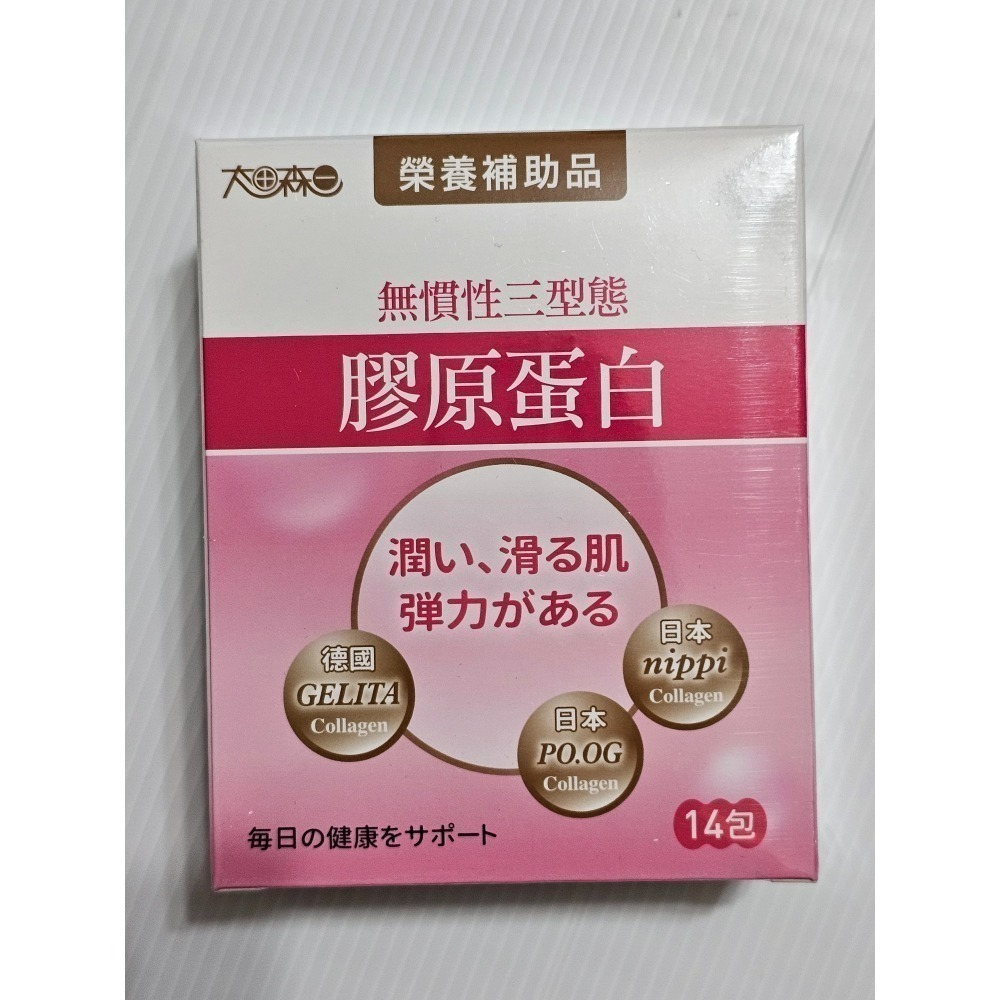 太田森一
榮養補助品
無慣性三型態
膠原蛋白
潤い、滑る肌
弾力がある
德國
GELITA
Collagen
日本
nippi
Collagen
日本
PO.OG
Collagen
14包
毎日の健康をサポート